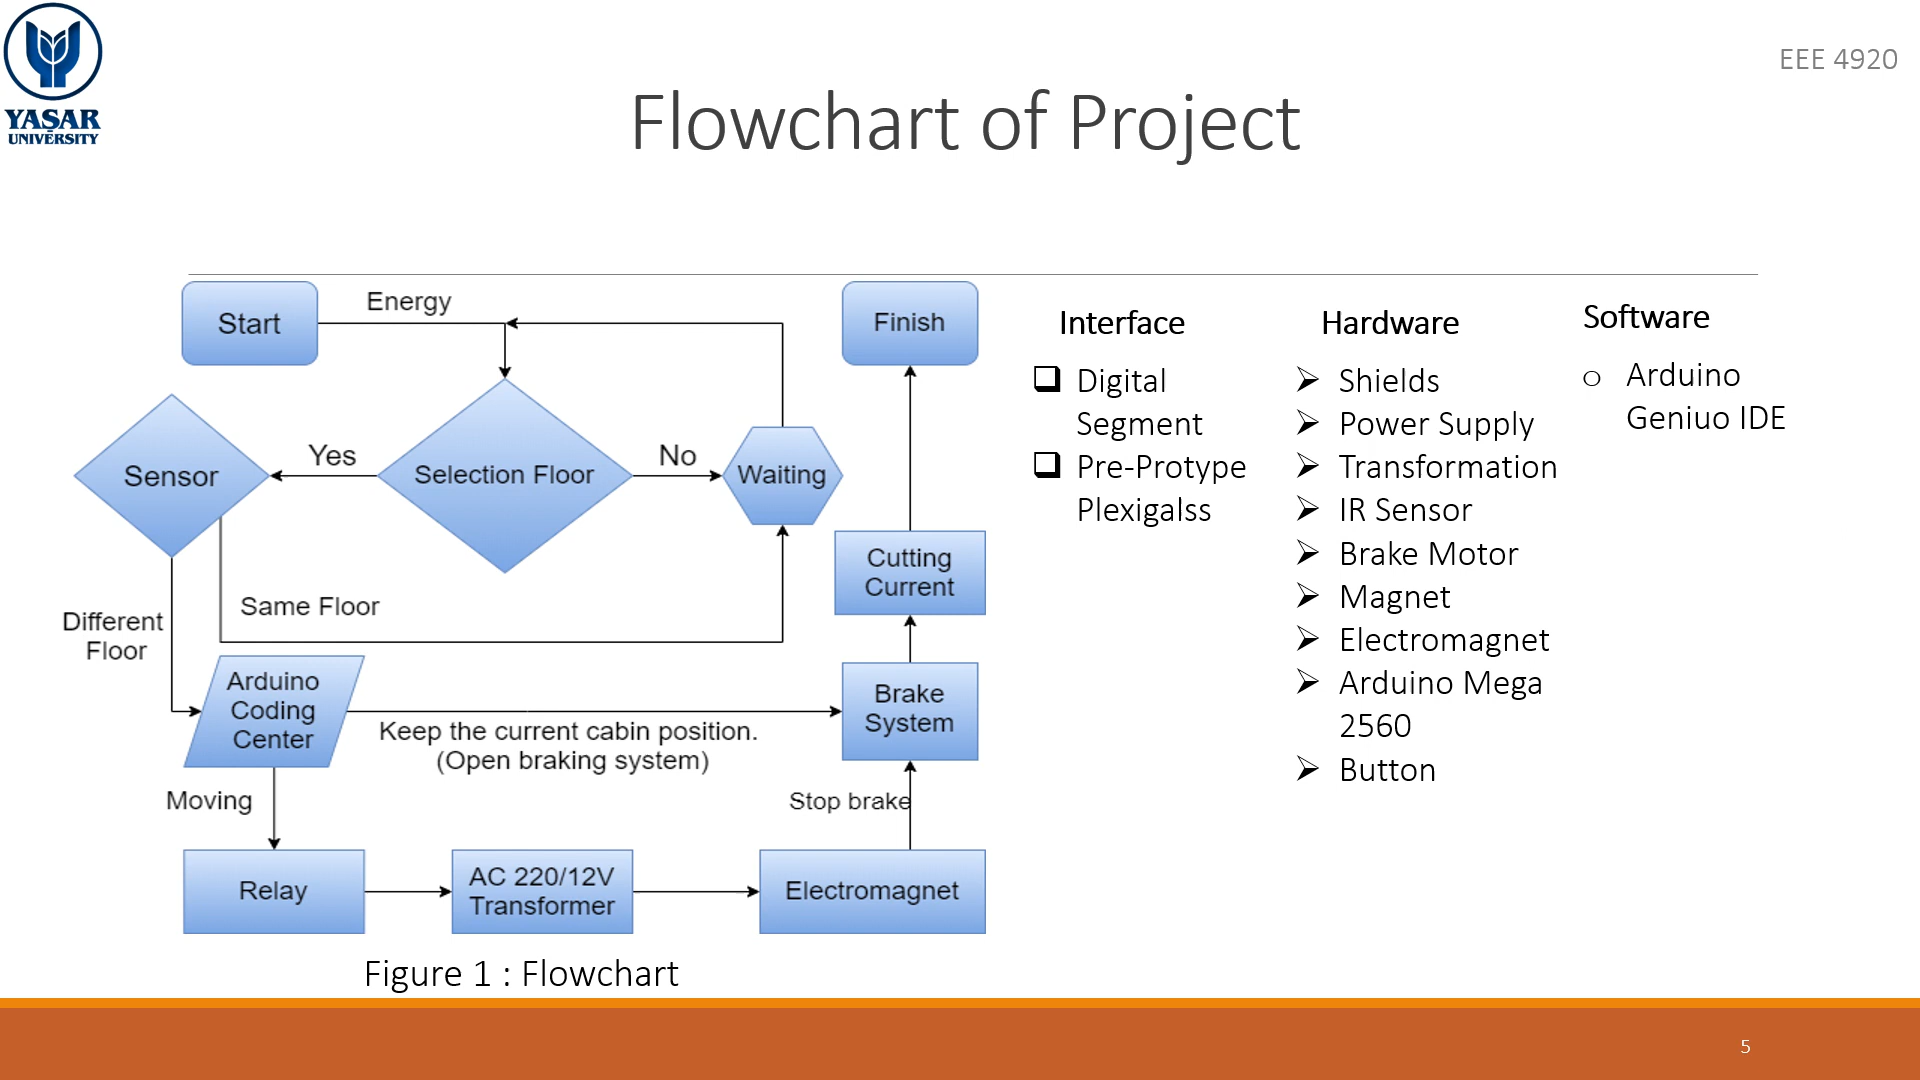 YAŞAR
UNIVERSITY
EEE 4920
Flowchart of Project
Start
Energy
Finish
Sensor
Yes
Selection Floor
No
Waiting
Cutting
Current
Same Floor
Different
Floor
Arduino
Coding
Center
Keep the current cabin position.
(Open braking system)
Brake
System
Moving
Stop brake
Relay
AC 220/12V
Transformer
Electromagnet
Figure 1 : Flowchart
Interface
❑ Digital
Segment
❑ Pre-Protype
Plexigalss
Hardware
➢ Shields
➢ Power Supply
➢ Transformation
➢ IR Sensor
➢ Brake Motor
➢ Magnet
➢ Electromagnet
➢ Arduino Mega
2560
➢ Button
Software
o Arduino
Geniuo IDE
5